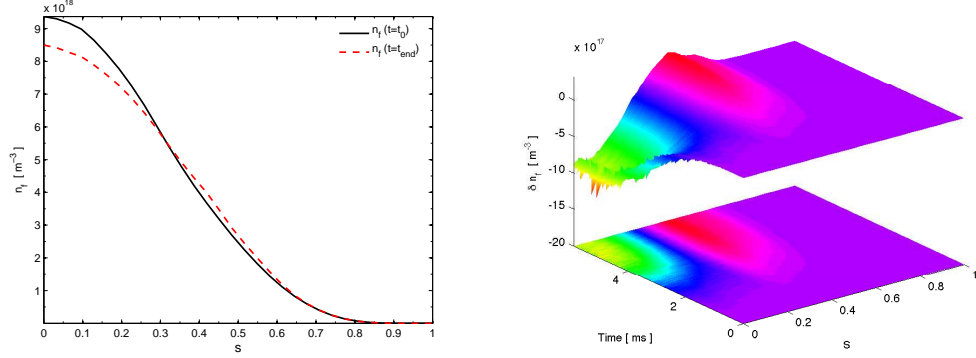 x 10^18
n_f (t=t_0)
n_f (t=t_end)
9
8
7
6
5
4
3
2
1
n_f [ m^-3 ]
0 0.1 0.2 0.3 0.4 0.5 0.6 0.7 0.8 0.9 1
s
x 10^17
0
-5
-10
-15
-20
δ n_f [ m^-3 ]
4
2
0
Time [ ms ]
0
0.2
0.4
0.6
0.8
1
s